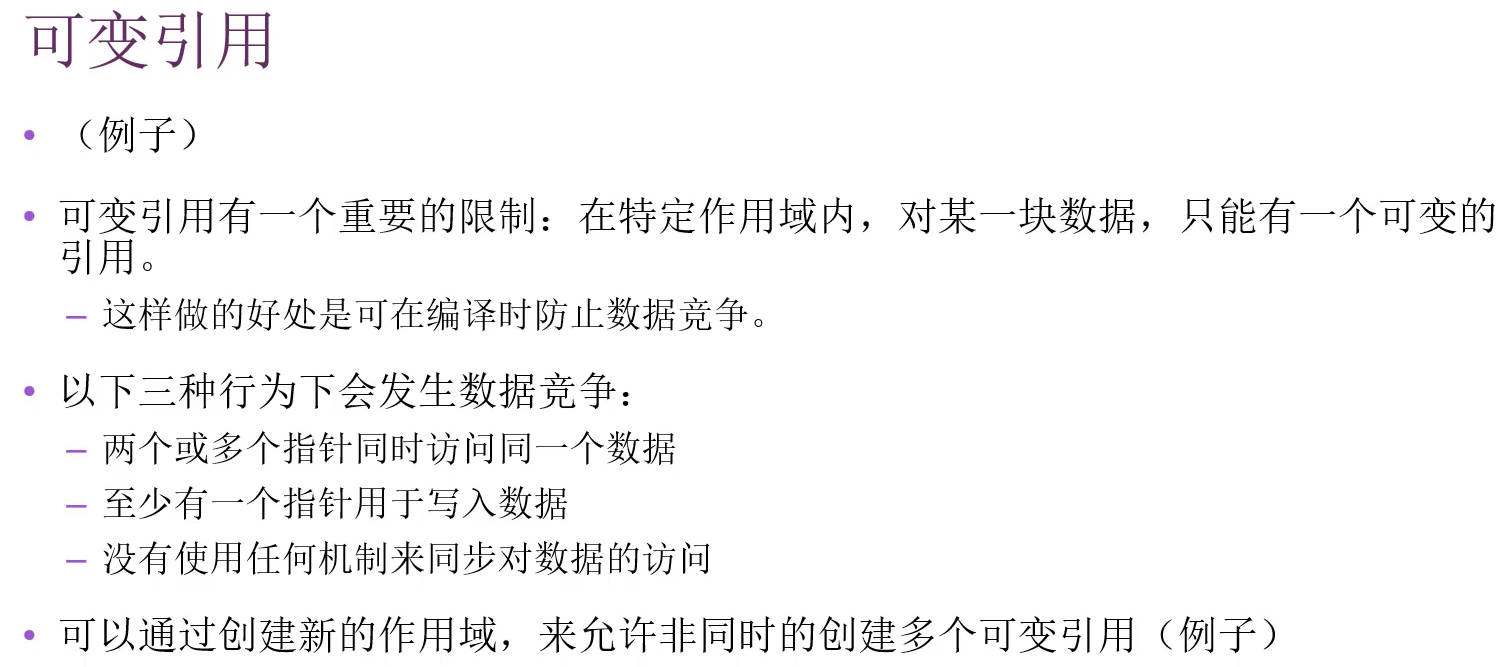 可变引用
• （例子）
• 可变引用有一个重要的限制：在特定作用域内，对某一块数据，只能有一个可变的
引用。
– 这样做的好处是可在编译时防止数据竞争。
• 以下三种行为下会发生数据竞争：
– 两个或多个指针同时访问同一个数据
– 至少有一个指针用于写入数据
– 没有使用任何机制来同步对数据的访问
• 可以通过创建新的作用域，来允许非同时的创建多个可变引用（例子）